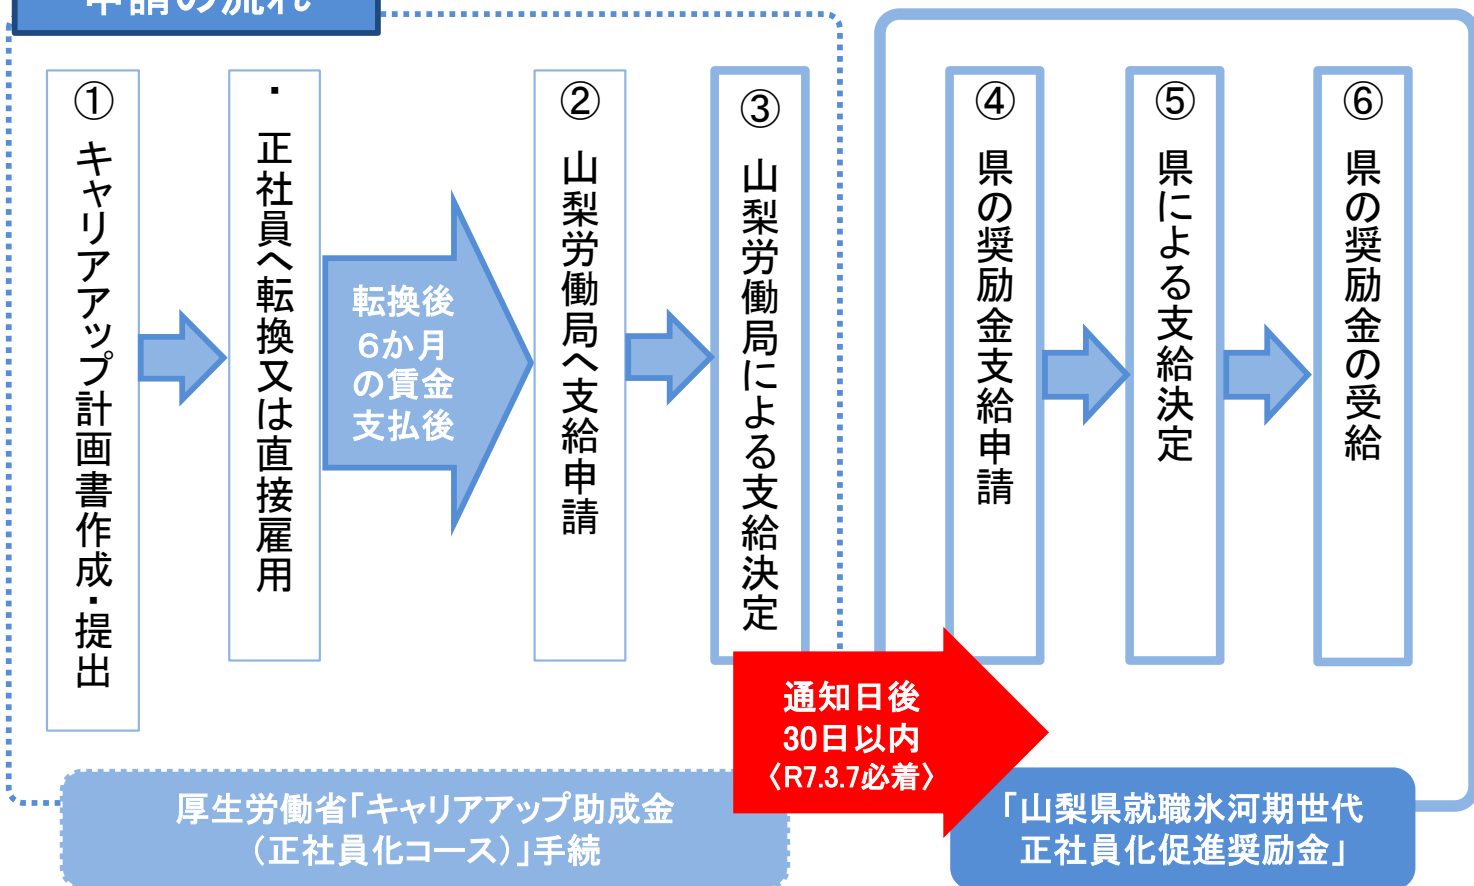 申請の流れ
① キャリアアップ計画書作成・提出
・ 正社員へ転換又は直接雇用
転換後
6か月
の賃金
支払後
② 山梨労働局へ支給申請
③ 山梨労働局による支給決定
通知日後
30日以内
〈R7.3.7必着〉
④ 県の奨励金支給申請
⑤ 県による支給決定
⑥ 県の奨励金の受給
厚生労働省「キャリアアップ助成金
（正社員化コース）」手続
「山梨県就職氷河期世代
正社員化促進奨励金」